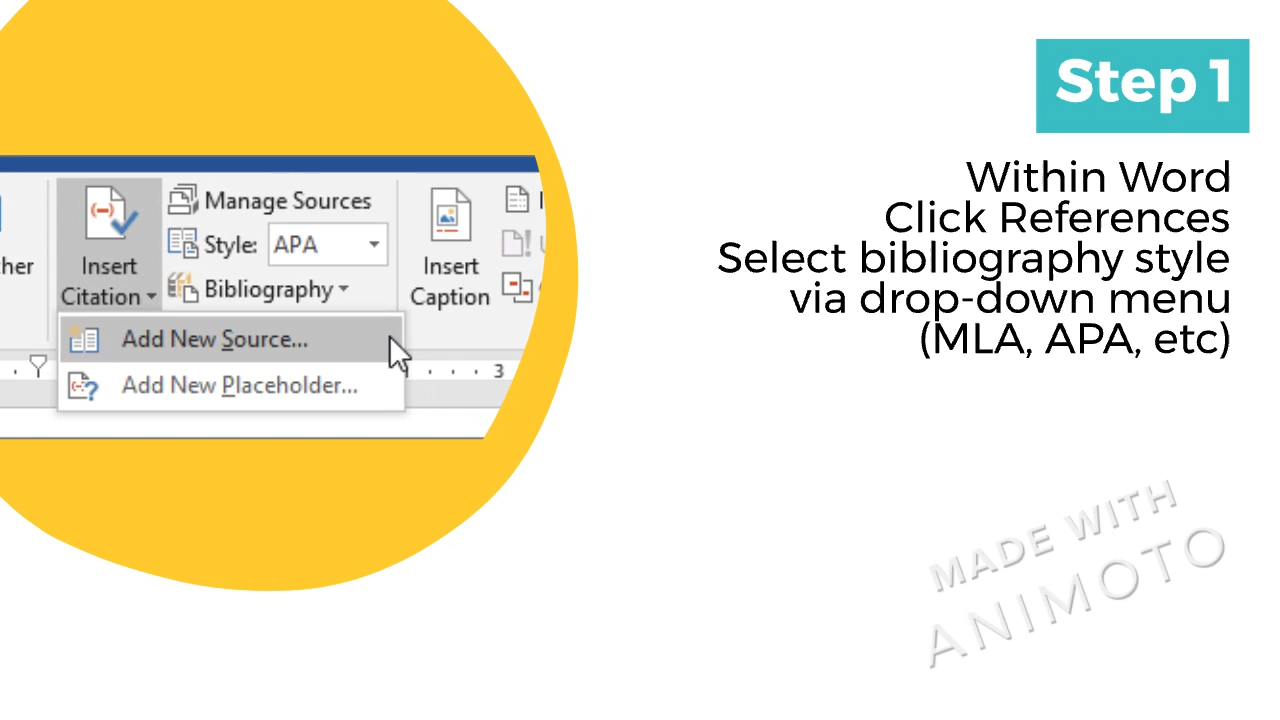 Step 1
Within Word
Click References
Select bibliography style
via drop-down menu
(MLA, APA, etc)
Manage Sources
Style: APA
Bibliography
Insert
Citation
Insert
Caption
Add New Source...
Add New Placeholder...
3
MADE WITH
ANIMOTO